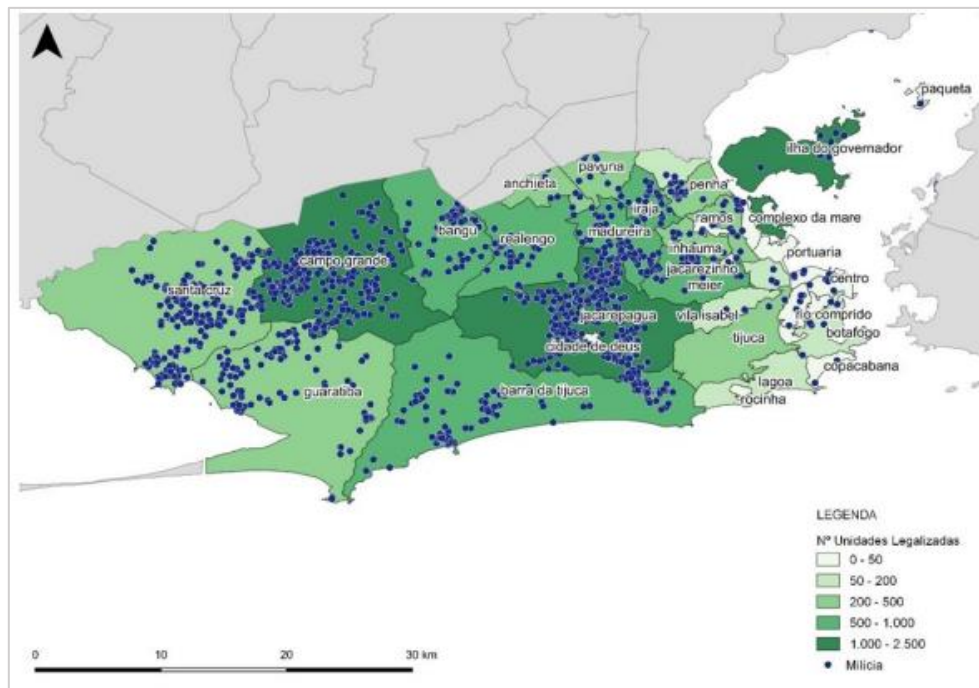 paqueta
ilha do governador
pavuna
anchieta
penha
iraja
ramos
complexo da mare
bangu
realengo
madureira
inhauma
portuaria
campo grande
jacarezinho
centro
santa cruz
meier
jacarepagua
vila isabel
rio comprido
botafogo
tijuca
cidade de deus
copacabana
lagoa
guaratiba
barra da tijuca
rocinha
LEGENDA
Nº Unidades Legalizadas
0 - 50
50 - 200
200 - 500
500 - 1.000
1.000 - 2.500
Milícia
0 10 20 30 km